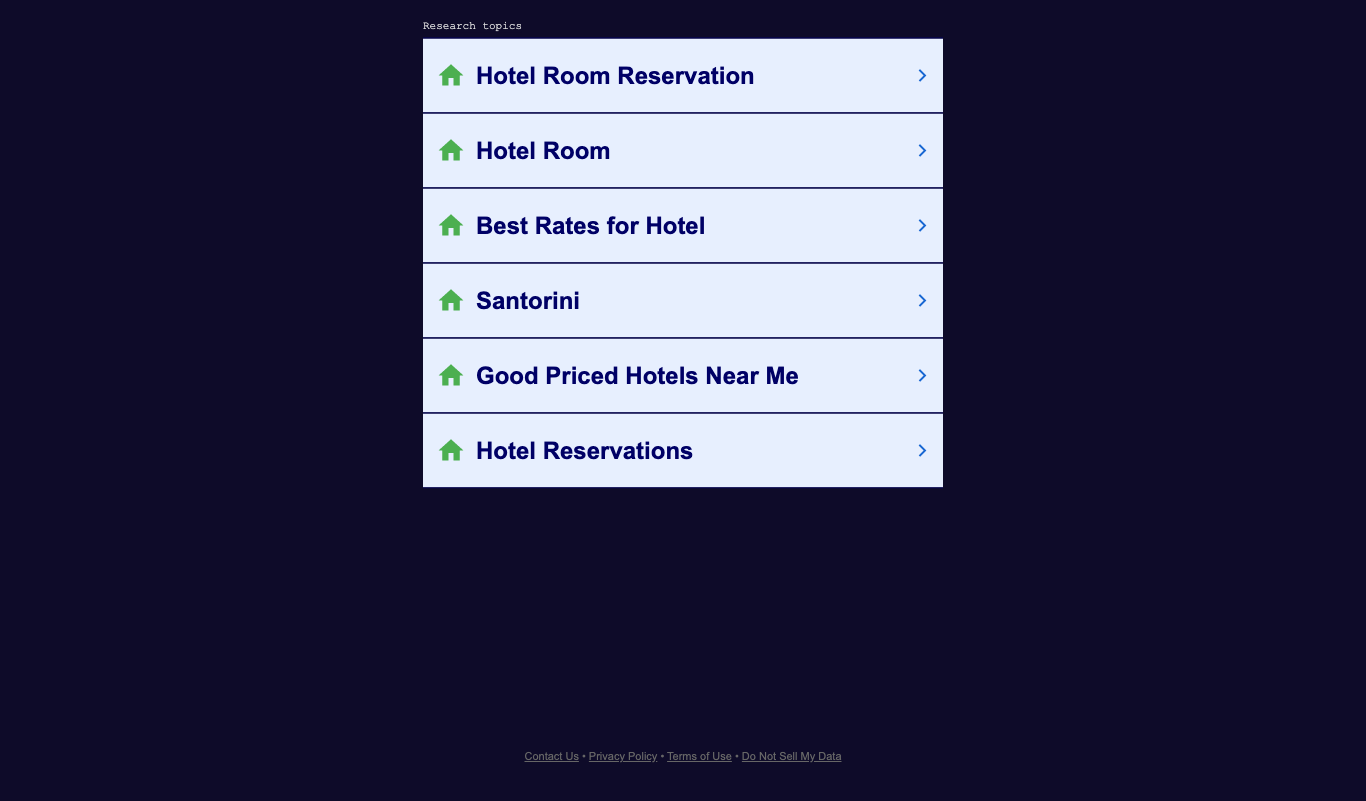 Research topics
Hotel Room Reservation
Hotel Room
Best Rates for Hotel
Santorini
Good Priced Hotels Near Me
Hotel Reservations
Contact Us • Privacy Policy • Terms of Use • Do Not Sell My Data